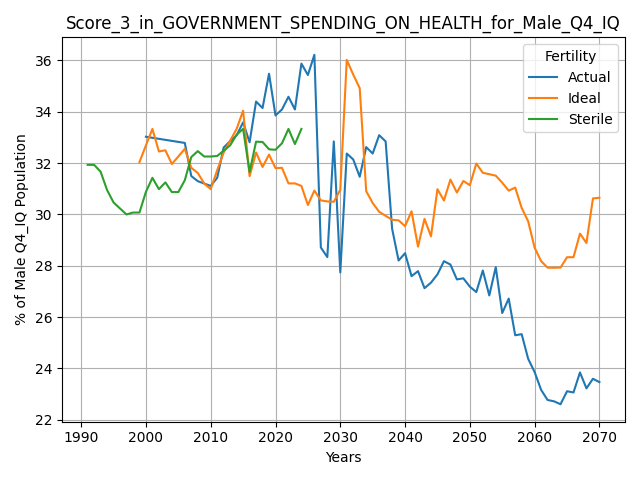 Score_3_in_GOVERNMENT_SPENDING_ON_HEALTH_for_Male_Q4_IQ
Fertility
Actual
Ideal
Sterile
% of Male Q4_IQ Population
36
34
32
30
28
26
24
22
1990 2000 2010 2020 2030 2040 2050 2060 2070
Years